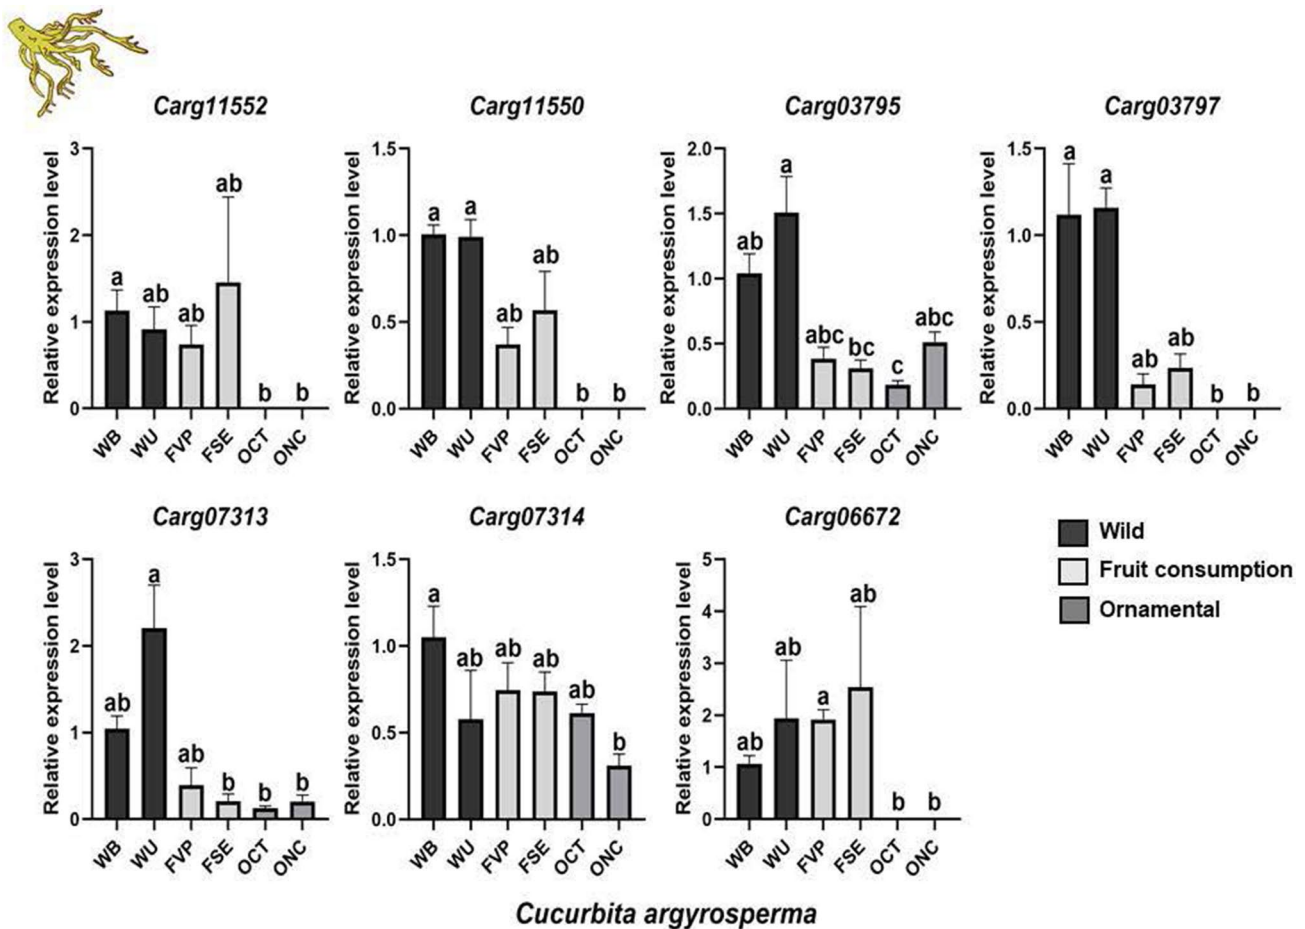 Carg11552
Carg11550
Carg03795
Carg03797
Relative expression level
3
2
1
0
a
ab
ab
ab
b
b
WB
WU
FVP
FSE
OCT
ONC
Relative expression level
1.5
1.0
0.5
0.0
a
a
ab
ab
b
b
WB
WU
FVP
FSE
OCT
ONC
Relative expression level
2.0
1.5
1.0
0.5
0.0
ab
a
abc
bc
c
abc
WB
WU
FVP
FSE
OCT
ONC
Relative expression level
1.5
1.0
0.5
0.0
a
a
ab
ab
b
b
WB
WU
FVP
FSE
OCT
ONC
Carg07313
Carg07314
Carg06672
Relative expression level
3
2
1
0
ab
a
ab
b
b
b
WB
WU
FVP
FSE
OCT
ONC
Relative expression level
1.5
1.0
0.5
0.0
a
ab
ab
ab
ab
b
WB
WU
FVP
FSE
OCT
ONC
Relative expression level
5
4
3
2
1
0
ab
ab
a
ab
b
b
WB
WU
FVP
FSE
OCT
ONC
Wild
Fruit consumption
Ornamental
Cucurbita argyrosperma